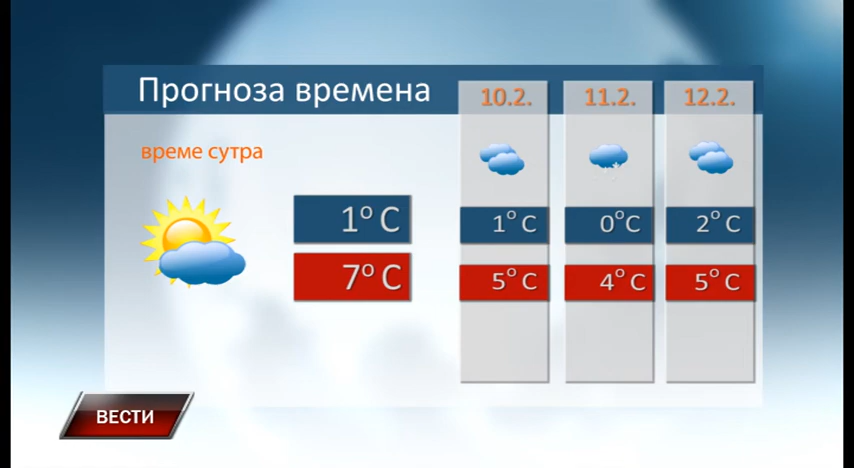 Прогноза времена
време сутра
1° C
7° C
10.2.
1° C
5° C
11.2.
0°C
4° C
12.2.
2° C
5° C
ВЕСТИ